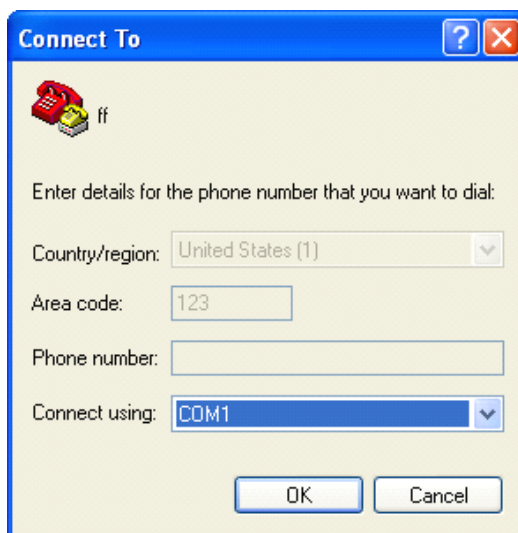 Connect To
ff
Enter details for the phone number that you want to dial:
Country/region: United States (1)
Area code: 123
Phone number:
Connect using: COM1
OK Cancel